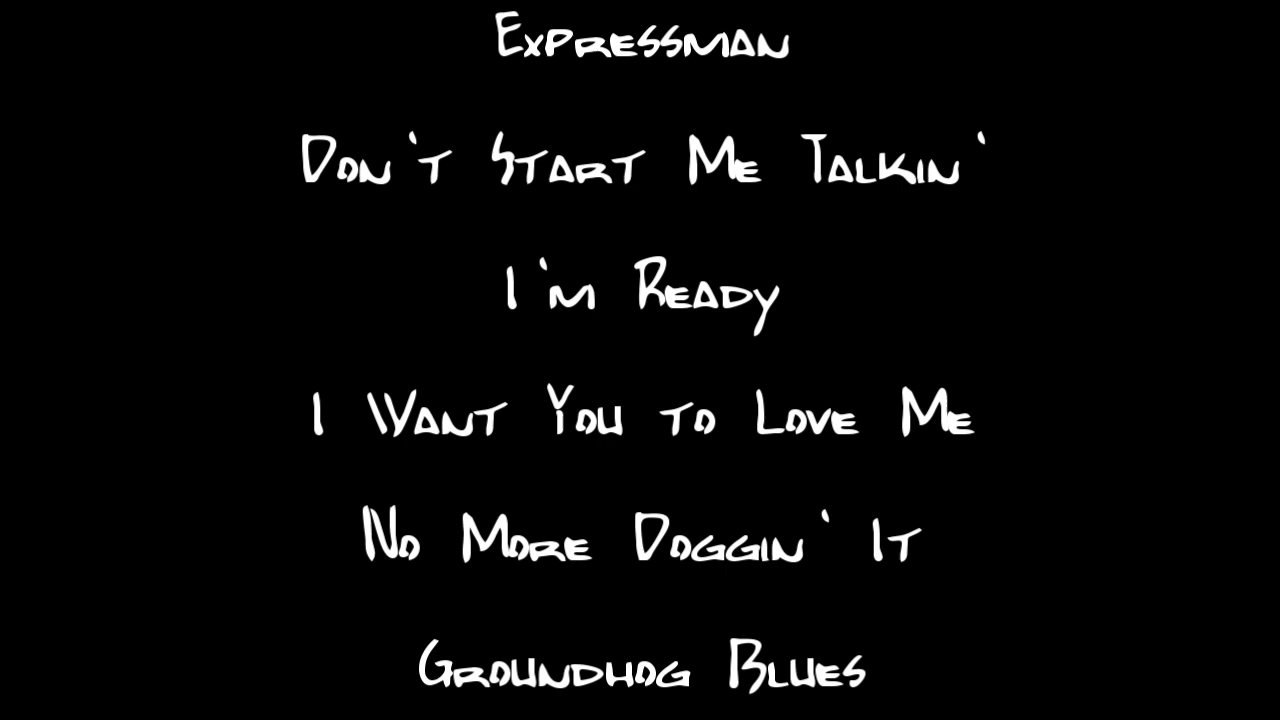 Expressman
Don't Start Me Talkin'
I'm Ready
I Want You to Love Me
No More Doggin' It
Groundhog Blues